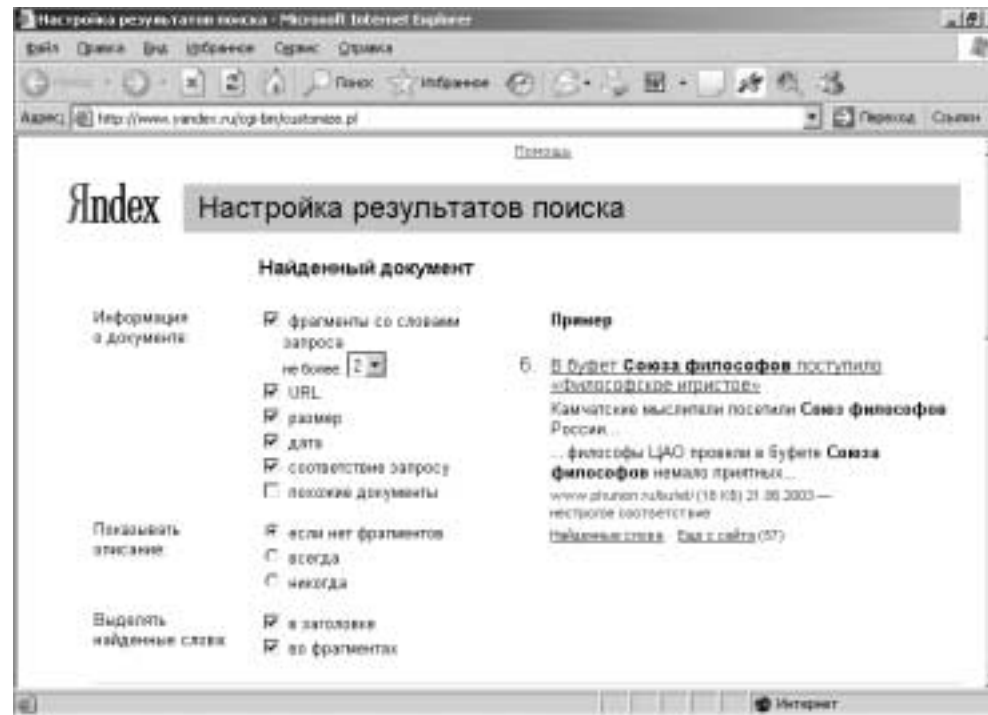 Настройка результатов поиска - Microsoft Internet Explorer
Файл Правка Вид Избранное Сервис Справка
Поиск Избранное
Адрес: http://www.yandex.ru/cgi-bin/customize.pl Переход Ссылки
Помощь
Яndex Настройка результатов поиска
Найденный документ
Информация
о документе:
фрагменты со словами
запроса
не более 2
URL
размер
дата
соответствие запросу
похожие документы
Показывать
описание:
если нет фрагментов
всегда
никогда
Выделять
найденные слова:
в заголовке
во фрагментах
Пример
6. В буфет Союза философов поступило
«Философское игристое»
Камчатские мыслители посетили Союз философов
России...
... философы ЦАО провели в буфете Союза
философов немало приятных...
(18 КБ) 21.06.2003 —
нестрогое соответствие
Найденные слова Еще с сайта (57)
Интернет